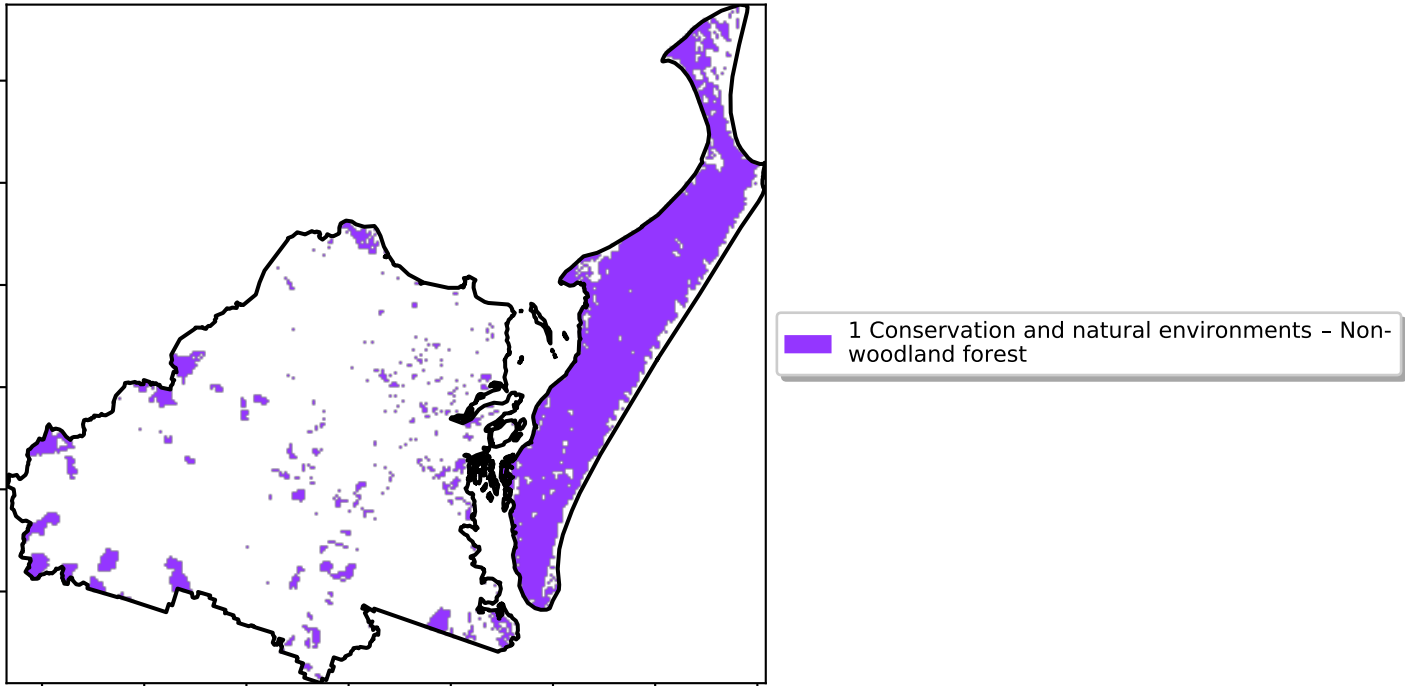 1 Conservation and natural environments – Non-
woodland forest